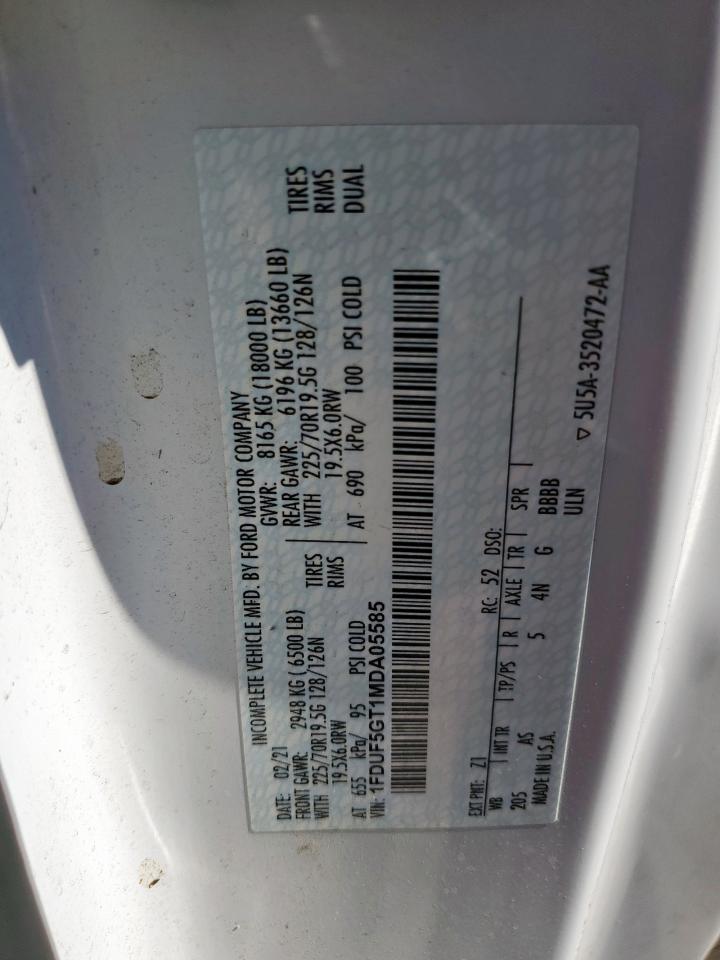 INCOMPLETE VEHICLE MFD. BY FORD MOTOR COMPANY
DATE: 02/21 GVWR: 8165 KG (18000 LB)
FRONT GAWR: 2948 KG (6500 LB) REAR GAWR: 6196 KG (13660 LB)
WITH 225/70R19.5G 128/126N TIRES WITH 225/70R19.5G 128/126N TIRES
19.5X6.0RW RIMS 19.5X6.0RW RIMS
AT 655 kPa/ 95 PSI COLD AT 690 kPa/ 100 PSI COLD DUAL
VIN: 1FDUF5GT1MDA05585
EXT PNT: Z1 RC: 52 DSO:
WB INT TR TP/PS R AXLE TR SPR
205 AS 5 4N G BBBB
MADE IN U.S.A. ULN
▽ 5U5A-3520472-AA